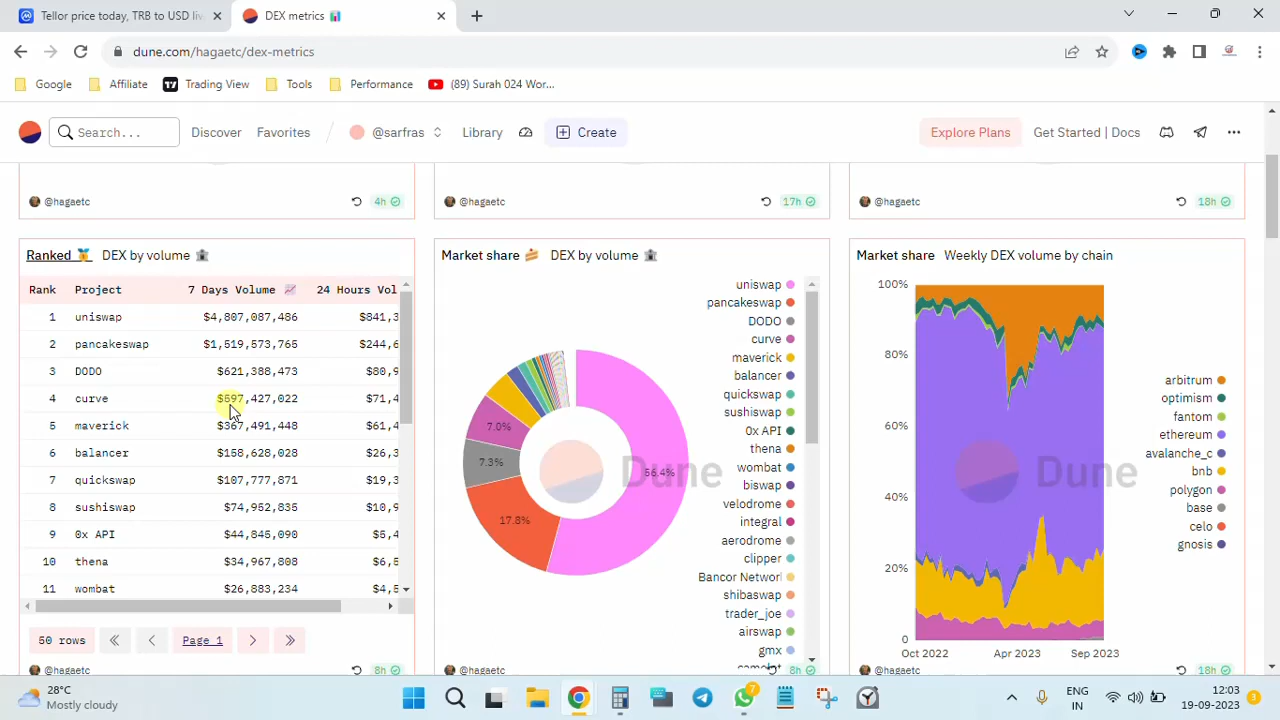 Tellor price today, TRB to USD liv
DEX metrics
dune.com/hagaetc/dex-metrics
Google
Affiliate
Trading View
Tools
Performance
(89) Surah 024 Wor...
Search...
Discover
Favorites
@sarfras
Library
Create
Explore Plans
Get Started | Docs
@hagaetc
4h
@hagaetc
17h
@hagaetc
18h
Ranked DEX by volume
Rank Project 7 Days Volume 24 Hours Vol
1 uniswap ,087,486 $841,3
2 pancakeswap $1,519,573,765 $244,6
3 DODO $621,388,473 $80,9
4 curve $597,427,022 $71,4
5 maverick $367,491,448 $61,4
6 balancer $158,628,028 $26,3
7 quickswap $107,777,871 $19,3
8 sushiswap $74,952,835 $10,9
9 0x API $44,845,090 $5,4
10 thena $34,967,808 $6,5
11 wombat $26,883,234 $4,5
50 rows
Page 1
@hagaetc
8h
Market share DEX by volume
56.4%
17.8%
7.3%
7.0%
Dune
uniswap
pancakeswap
DODO
curve
maverick
balancer
quickswap
sushiswap
0x API
thena
wombat
biswap
velodrome
integral
aerodrome
clipper
Bancor Networ
shibaswap
trader_joe
airswap
gmx
@hagaetc
8h
Market share Weekly DEX volume by chain
100%
80%
60%
40%
20%
0
Oct 2022
Apr 2023
Sep 2023
Dune
arbitrum
optimism
fantom
ethereum
avalanche_c
bnb
polygon
base
celo
gnosis
@hagaetc
18h
28°C
Mostly cloudy
7
ENG
IN
12:03
19-09-2023
3